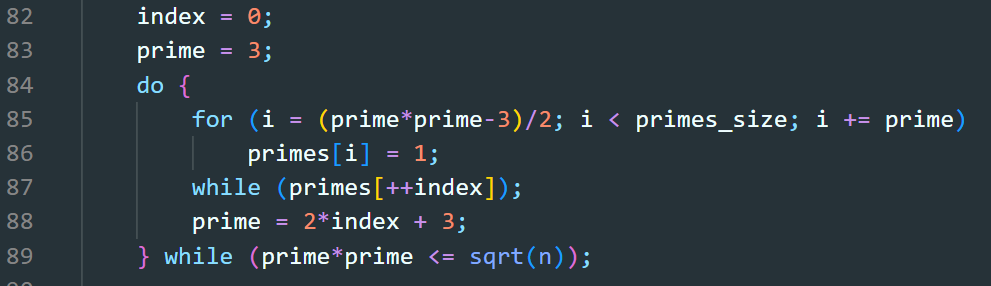 82 index = 0;
83 prime = 3;
84 do {
85 for (i = (prime*prime-3)/2; i < primes_size; i += prime)
86 primes[i] = 1;
87 while (primes[++index]);
88 prime = 2*index + 3;
89 } while (prime*prime <= sqrt(n));